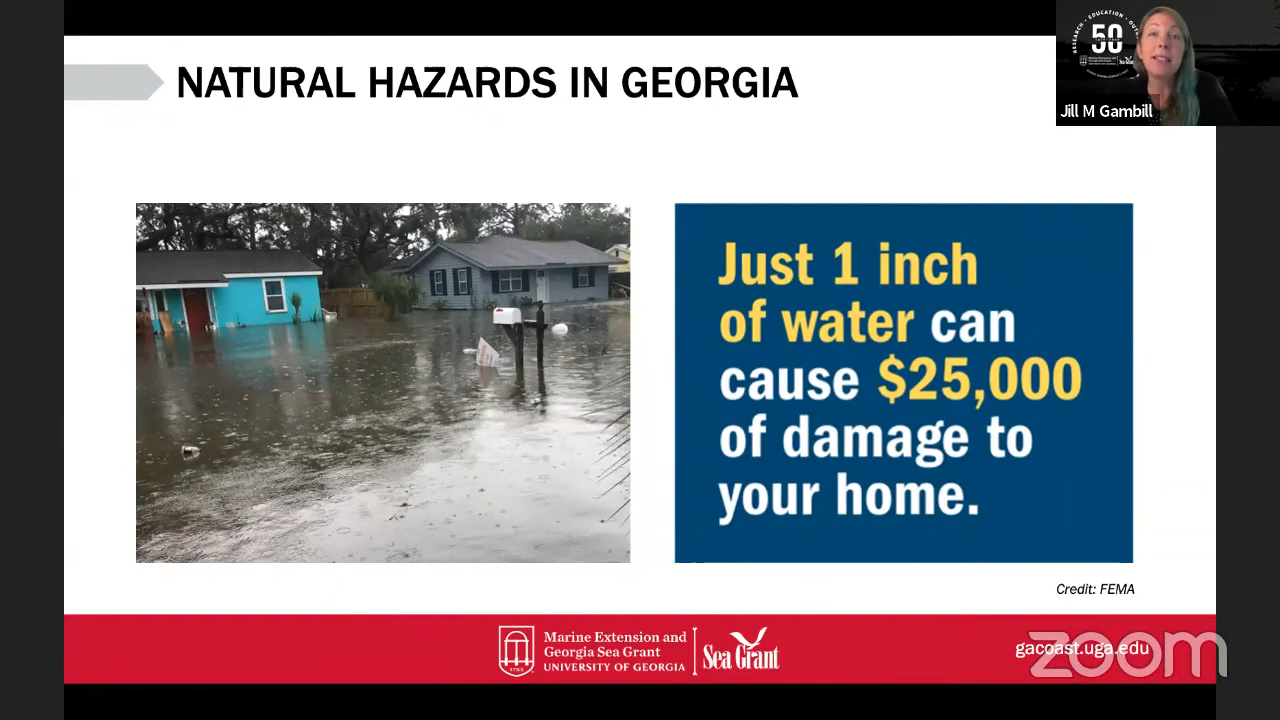 NATURAL HAZARDS IN GEORGIA
50
Jill M Gambill
Just 1 inch
of water can
cause $25,000
of damage to
your home.
Credit: FEMA
1785
Marine Extension and
Georgia Sea Grant
UNIVERSITY OF GEORGIA
Sea Grant
gacoast.uga.edu
zoom